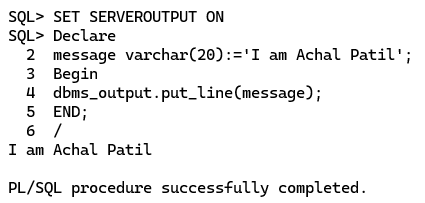 SQL> SET SERVEROUTPUT ON
SQL> Declare
  2  message varchar(20):='I am Achal Patil';
  3  Begin
  4  dbms_output.put_line(message);
  5  END;
  6  /
I am Achal Patil

PL/SQL procedure successfully completed.